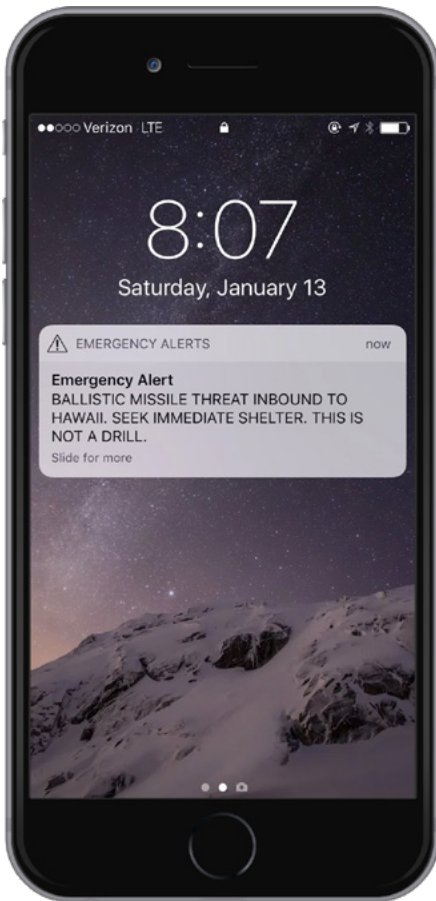 Verizon LTE
8:07
Saturday, January 13
EMERGENCY ALERTS now
Emergency Alert
BALLISTIC MISSILE THREAT INBOUND TO
HAWAII. SEEK IMMEDIATE SHELTER. THIS IS
NOT A DRILL.
Slide for more